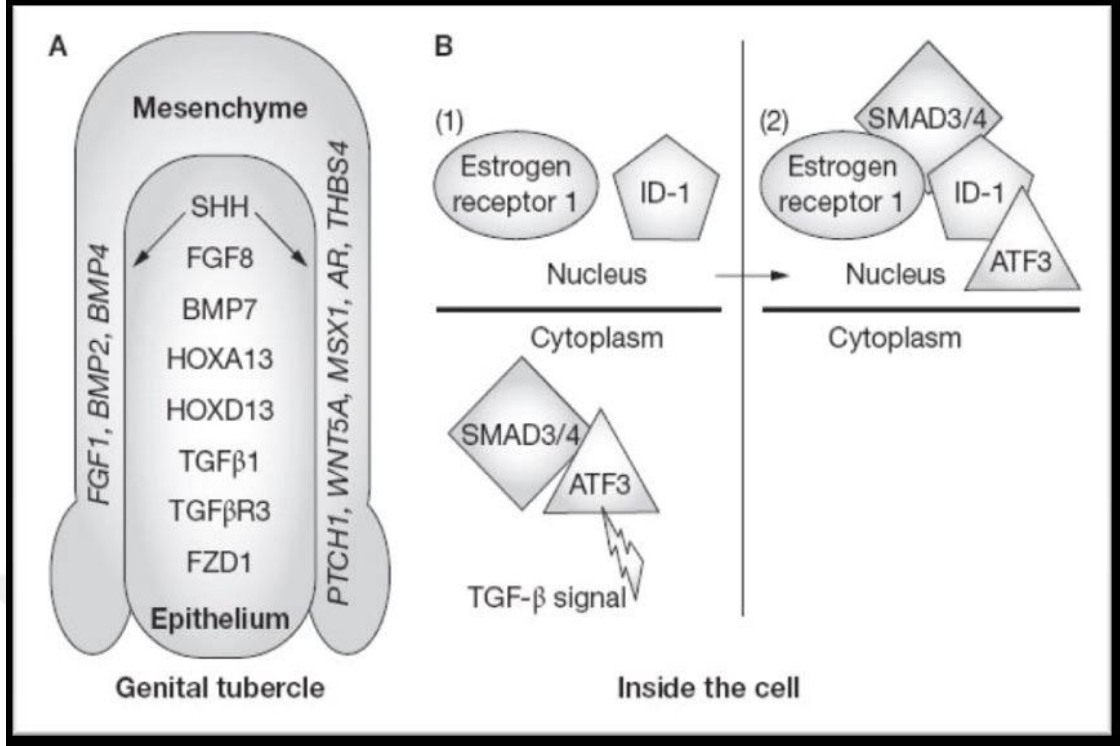 A
Mesenchyme
SHH
FGF8
BMP7
HOXA13
HOXD13
TGFβ1
TGFβR3
FZD1
Epithelium
FGF1, BMP2, BMP4
PTCH1, WNT5A, MSX1, AR, THBS4
Genital tubercle
B
(1)
Estrogen
receptor 1
ID-1
Nucleus
Cytoplasm
SMAD3/4
ATF3
TGF-β signal
(2)
SMAD3/4
Estrogen
receptor 1
ID-1
ATF3
Nucleus
Cytoplasm
Inside the cell